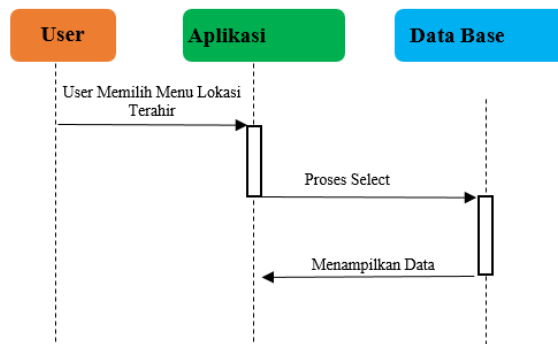 User
Aplikasi
Data Base
User Memilih Menu Lokasi
Terahir
Proses Select
Menampilkan Data